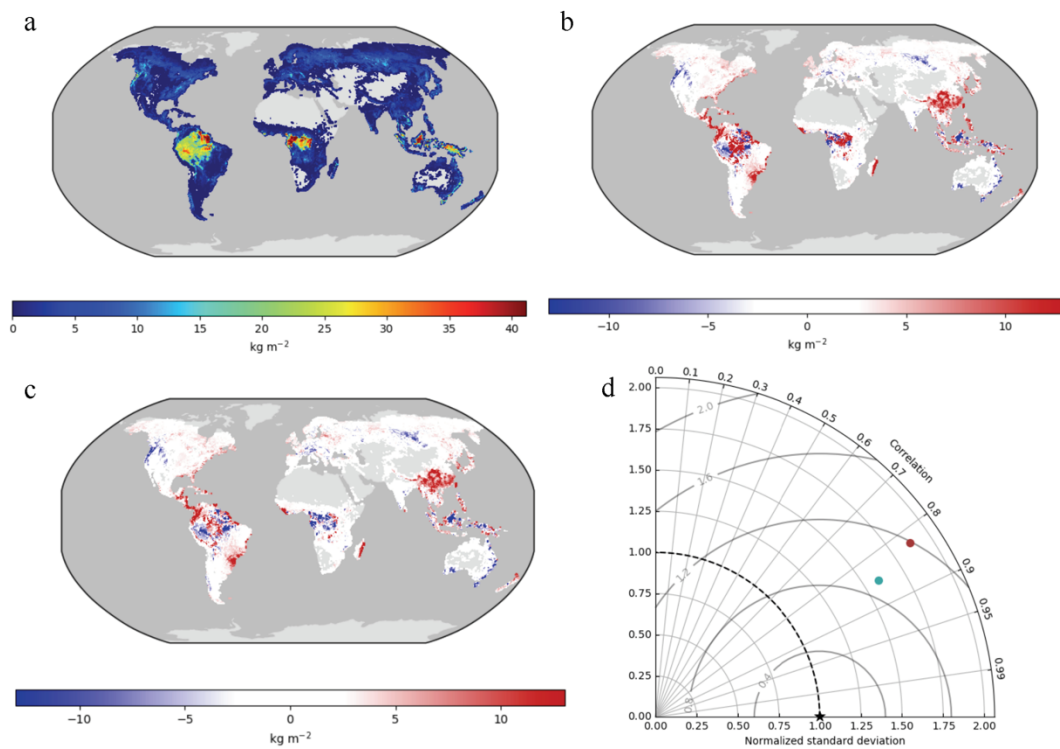 a
b
0 5 10 15 20 25 30 35 40
kg m⁻²
−10 −5 0 5 10
kg m⁻²
c
−10 −5 0 5 10
kg m⁻²
d
0.0 0.1 0.2 0.3 0.4 0.5 0.6 0.7 0.8 0.9 0.95 0.99
Correlation
2.00
1.75
1.50
1.25
1.00
0.75
0.50
0.25
0.00
2.0
1.6
1.2
0.8
0.4
0.00 0.25 0.50 0.75 1.00 1.25 1.50 1.75 2.00
Normalized standard deviation